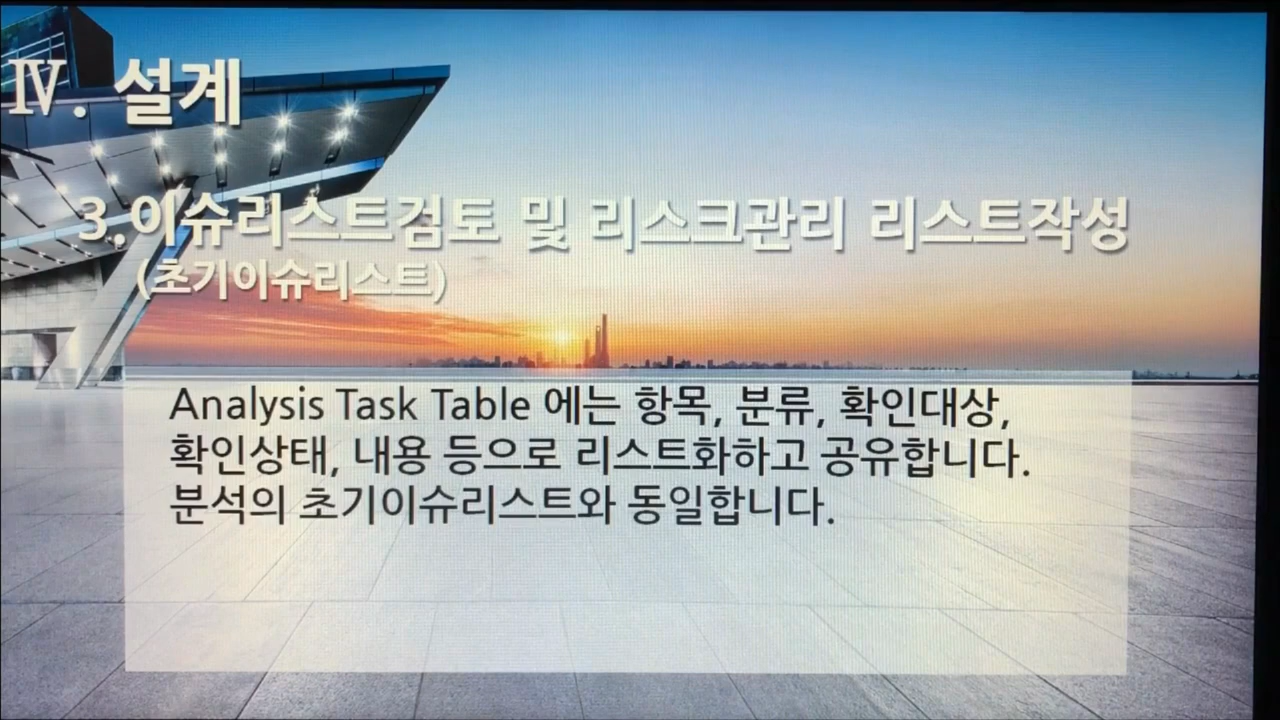 Ⅳ. 설계
3.이슈리스트검토 및 리스크관리 리스트작성
(초기이슈리스트)
Analysis Task Table 에는 항목, 분류, 확인대상,
확인상태, 내용 등으로 리스트화하고 공유합니다.
분석의 초기이슈리스트와 동일합니다.